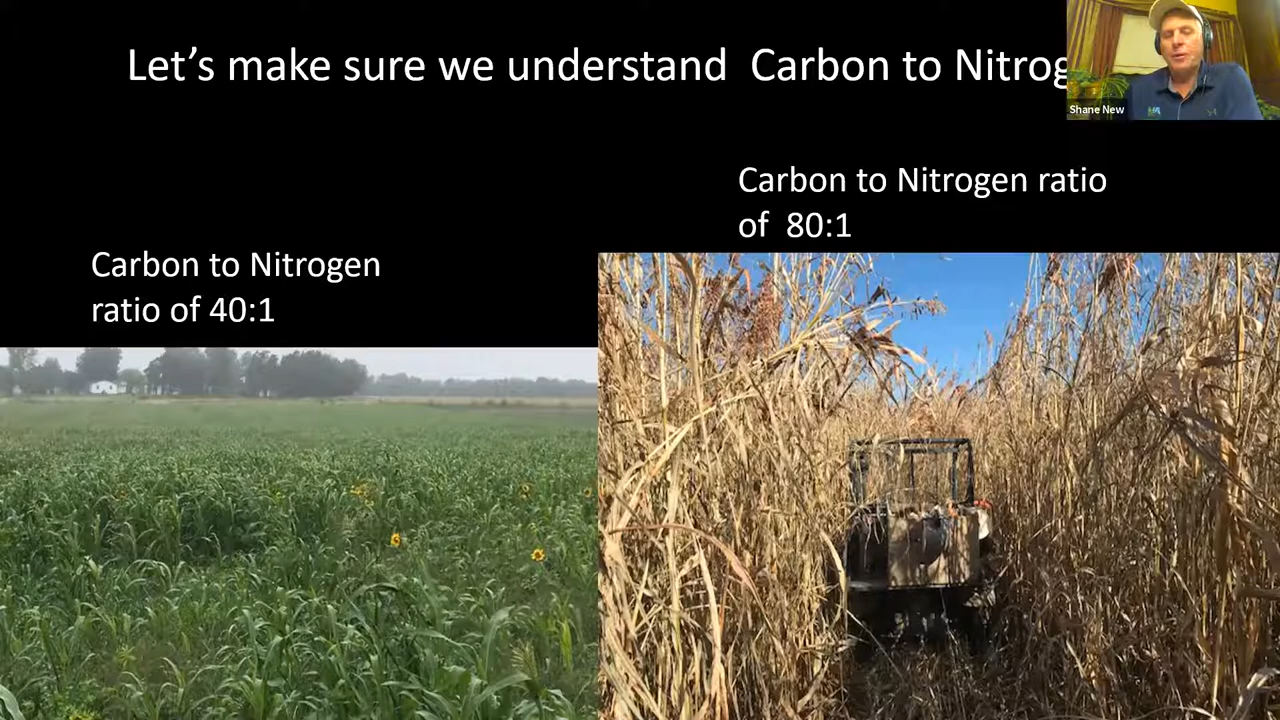 Let's make sure we understand  Carbon to
Shane New
Carbon to Nitrogen ratio
of  80:1
Carbon to Nitrogen
ratio of 40:1